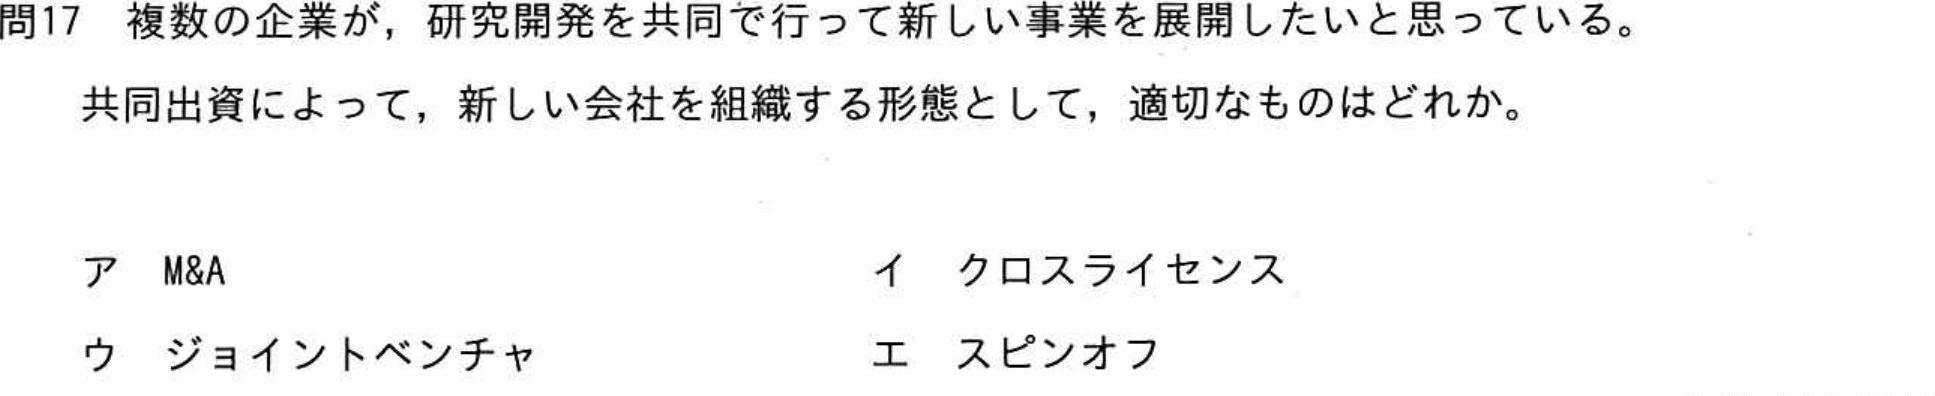 問17　複数の企業が，研究開発を共同で行って新しい事業を展開したいと思っている。
共同出資によって，新しい会社を組織する形態として，適切なものはどれか。
ア　M&A　イ　クロスライセンス
ウ　ジョイントベンチャ　エ　スピンオフ